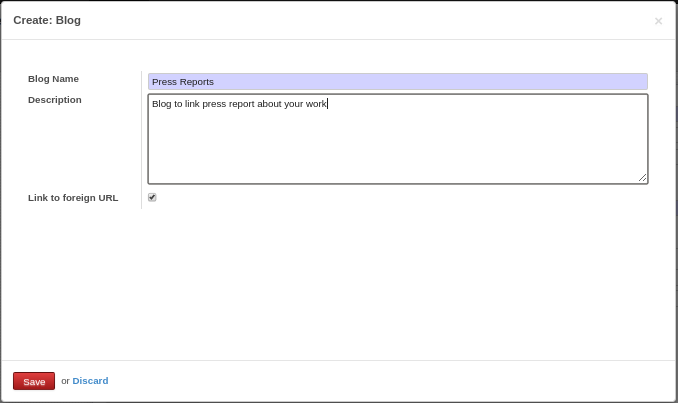 Create: Blog
×
Blog Name
Press Reports
Description
Blog to link press report about your work
Link to foreign URL
Save or Discard